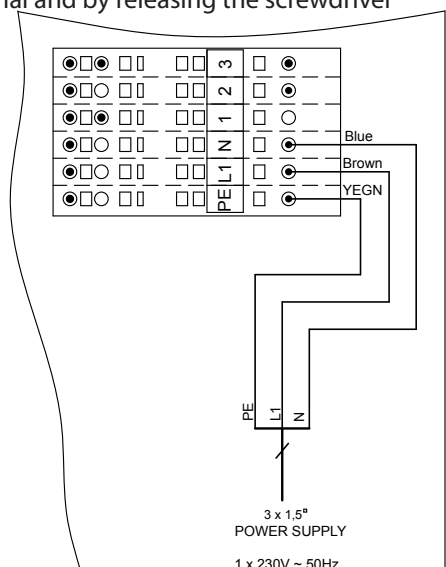 nal and by releasing the screwdriver
3
2
1
N
L1
PE
Blue
Brown
YEGN
PE
L1
N
3 x 1,5¤
POWER SUPPLY
1 x 230V ~ 50Hz